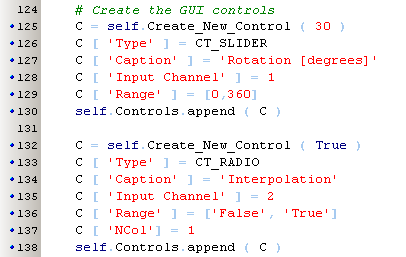 124 # Create the GUI controls
125 C = self.Create_New_Control ( 30 )
126 C [ 'Type' ] = CT_SLIDER
127 C [ 'Caption' ] = 'Rotation [degrees]'
128 C [ 'Input Channel' ] = 1
129 C [ 'Range' ] = [0,360]
130 self.Controls.append ( C )
131
132 C = self.Create_New_Control ( True )
133 C [ 'Type' ] = CT_RADIO
134 C [ 'Caption' ] = 'Interpolation'
135 C [ 'Input Channel' ] = 2
136 C [ 'Range' ] = ['False', 'True']
137 C [ 'NCol'] = 1
138 self.Controls.append ( C )